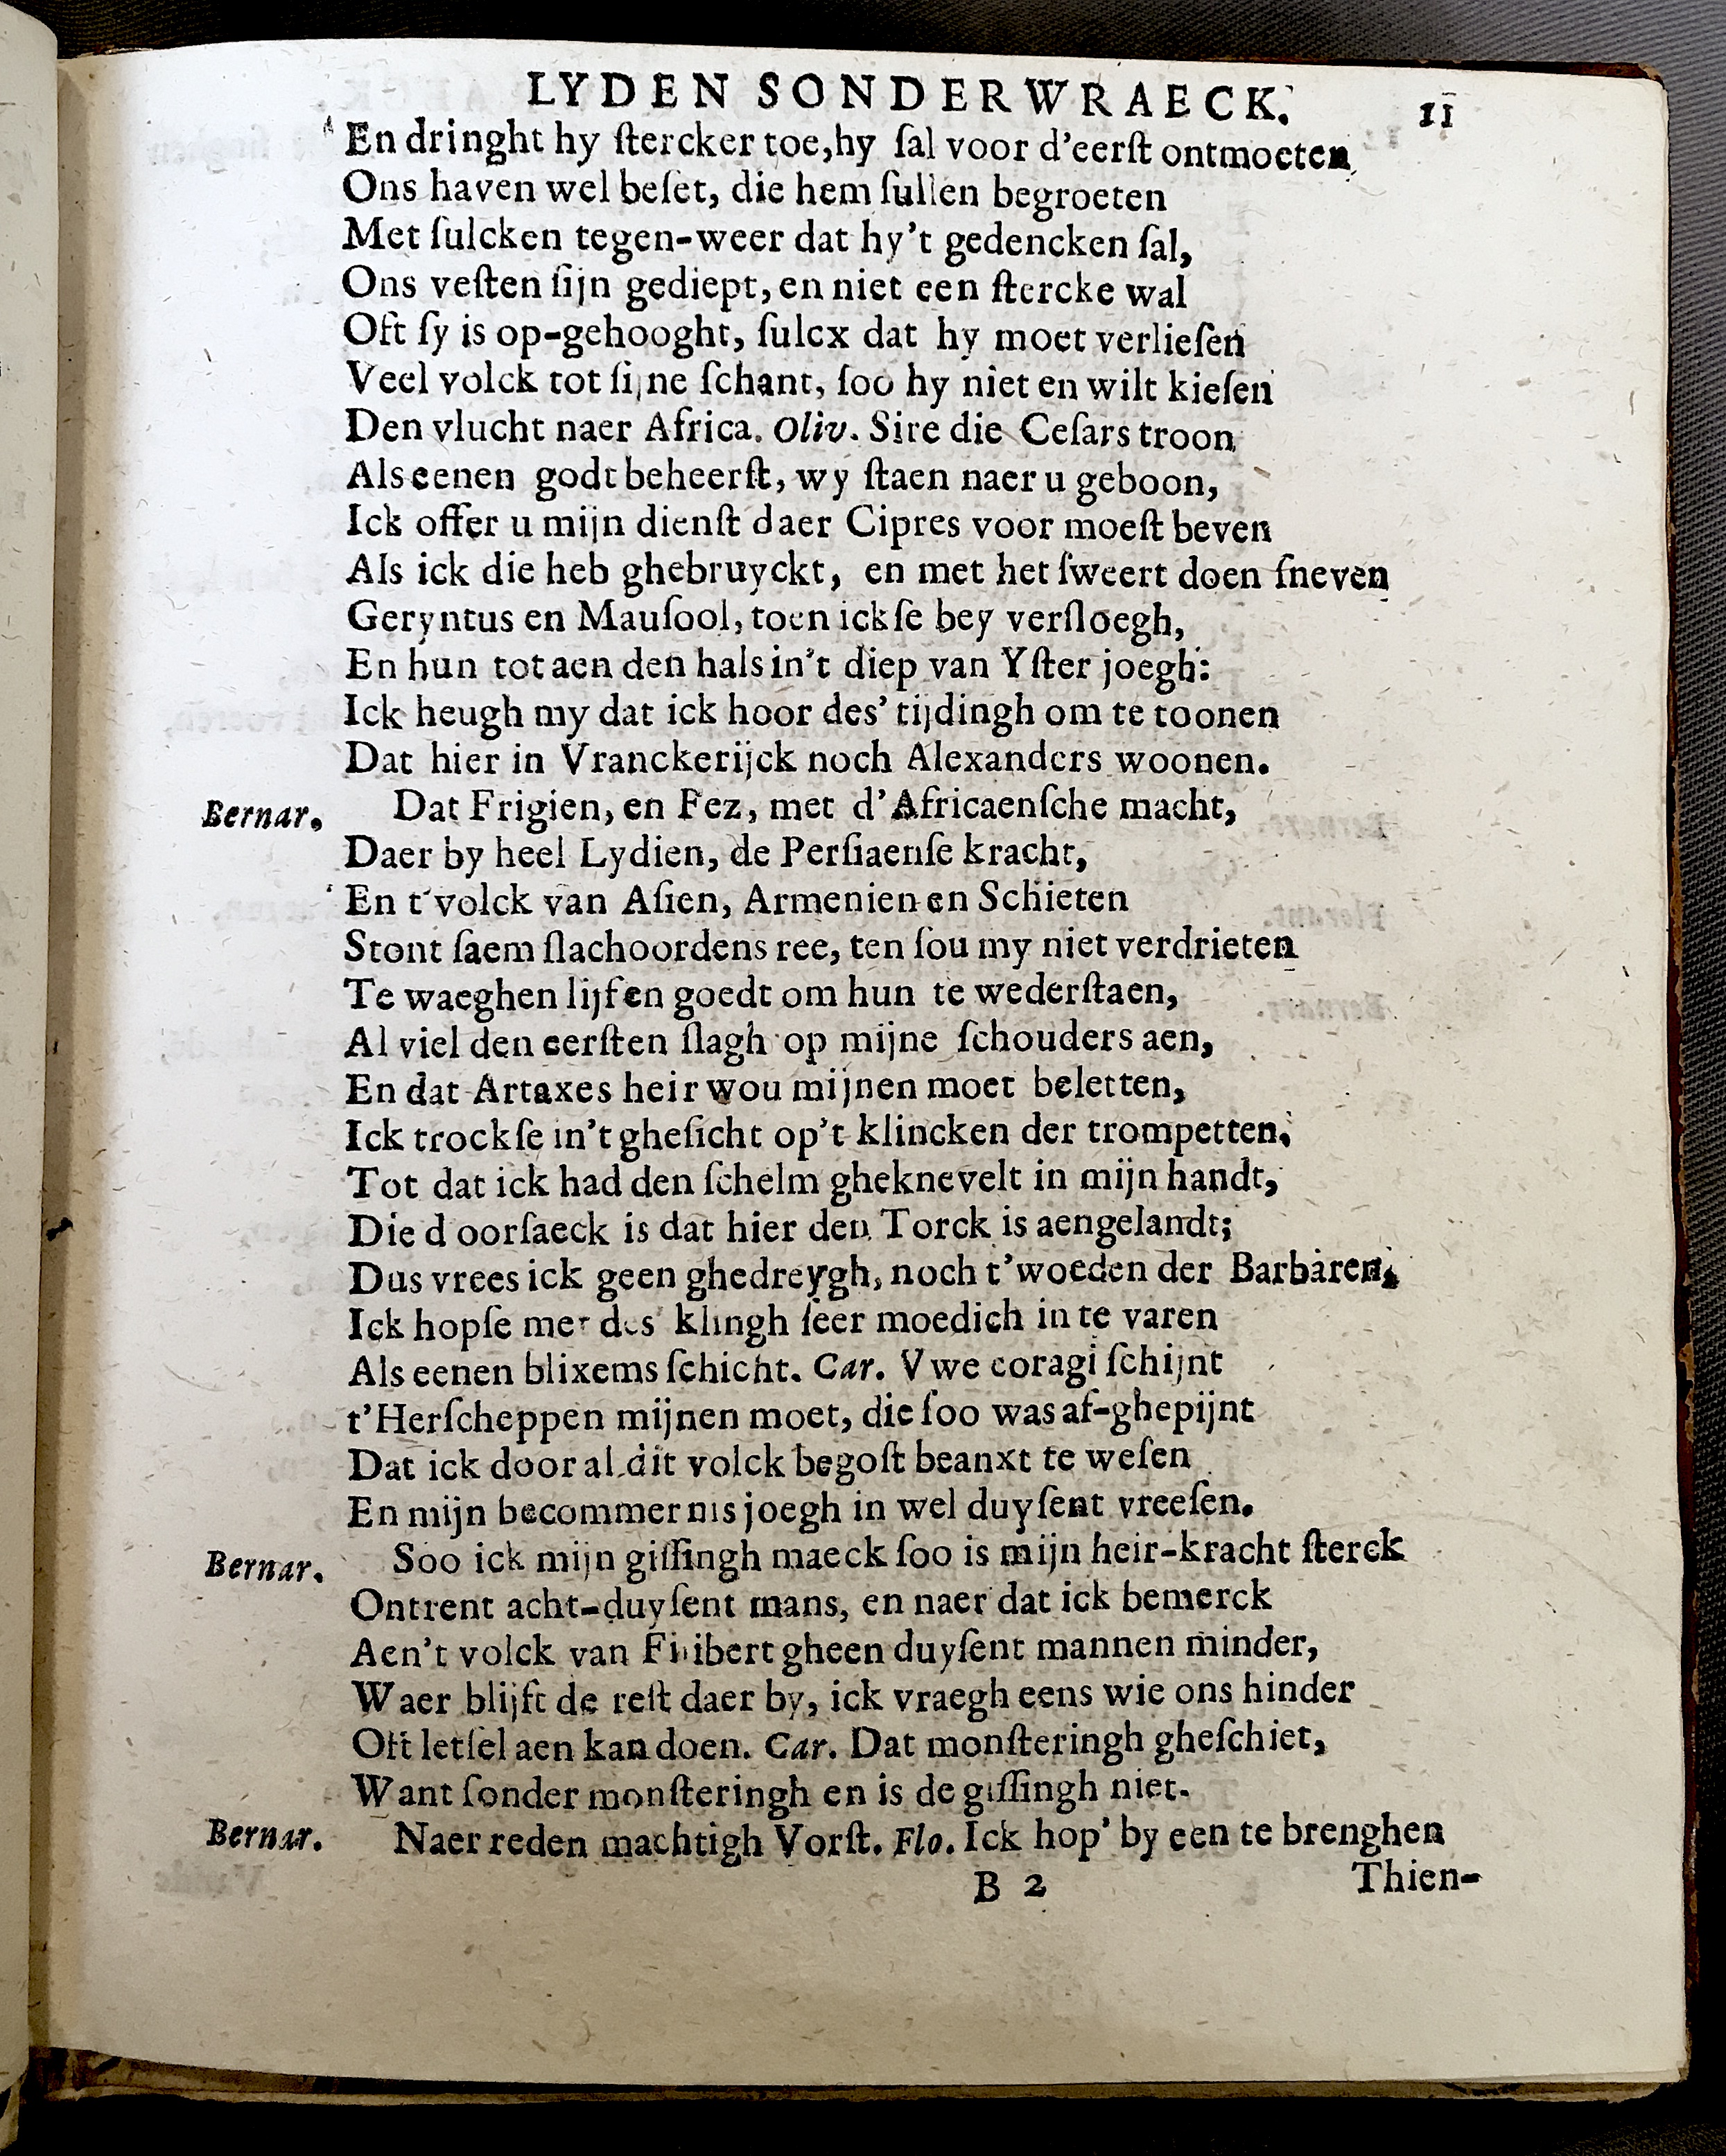 LYDEN SONDER WRAECK. 11
En dringht hy ſtercker toe, hy ſal voor d'eerſt ontmoeten
Ons haven wel beſet, die hem ſullen begroeten
Met ſulcken tegen-weer dat hy't gedencken ſal,
Ons veſten ſijn gediept, en niet een ſtercke wal
Oft ſy is op-gehooght, ſulcx dat hy moet verlieſen
Veel volck tot ſijne ſchant, ſoo hy niet en wilt kieſen
Den vlucht naer Africa. Oliv. Sire die Ceſars troon
Als eenen godt beheerſt, wy ſtaen naer u geboon,
Ick offer u mijn dienſt daer Cipres voor moeſt beven
Als ick die heb ghebruyckt, en met het ſweert doen ſneven
Geryntus en Mauſool, toen ickſe bey verſloegh,
En hun tot aen den hals in't diep van Yſter joegh:
Ick heugh my dat ick hoor des' tijdingh om te toonen
Dat hier in Vranckerijck noch Alexanders woonen.
Bernar. Dat Frigien, en Fez, met d'Africaenſche macht,
Daer by heel Lydien, de Perſiaenſe kracht,
En t'volck van Aſien, Armenien en Schieten
Stont ſaem ſlachoordens ree, ten ſou my niet verdrieten
Te waeghen lijf en goedt om hun te wederſtaen,
Al viel den eerſten ſlagh op mijne ſchouders aen,
En dat Artaxes heir wou mijnen moet beletten,
Ick trockſe in't gheſicht op't klincken der trompetten,
Tot dat ick had den ſchelm gheknevelt in mijn handt,
Die d oorſaeck is dat hier den Torck is aengelandt;
Dus vrees ick geen ghedreygh, noch t'woeden der Barbaren,
Ick hopſe met des' klingh ſeer moedich in te varen
Als eenen blixems ſchicht. Car. Vwe coragi ſchijnt
t'Herſcheppen mijnen moet, die ſoo was af-ghepijnt
Dat ick door al dit volck begoſt beanxt te weſen
En mijn becommernis joegh in wel duyſent vreeſen.
Bernar. Soo ick mijn giſſingh maeck ſoo is mijn heir-kracht ſterck
Ontrent acht-duyſent mans, en naer dat ick bemerck
Aen't volck van Filibert gheen duyſent mannen minder,
Waer blijft de reſt daer by, ick vraegh eens wie ons hinder
Oft letſel aen kan doen. Car. Dat monſteringh gheſchiet,
Want ſonder monſteringh en is de giſſingh niet.
Bernar. Naer reden machtigh Vorſt. Flo. Ick hop' by een te brenghen
B 2 Thien-